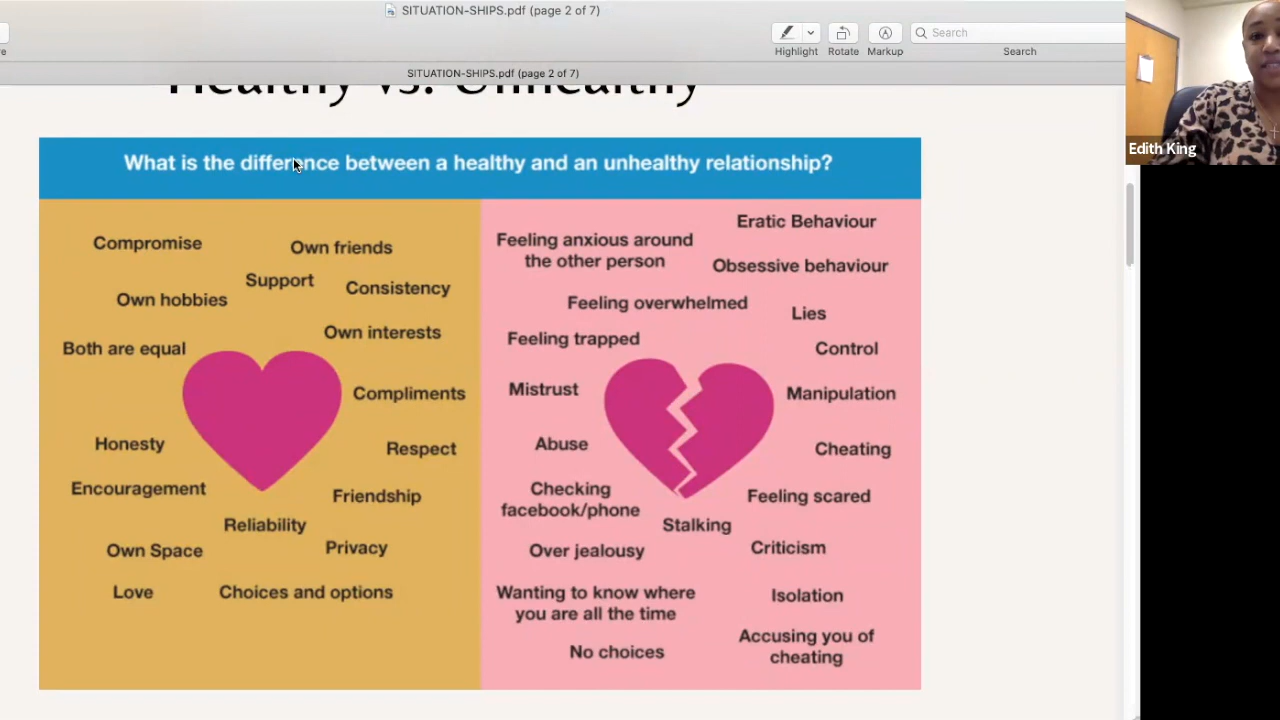 SITUATION-SHIPS.pdf (page 2 of 7)
Search
Highlight Rotate Markup Search
SITUATION-SHIPS.pdf (page 2 of 7)
Healthy vs. Unhealthy
Edith King
What is the difference between a healthy and an unhealthy relationship?
Compromise
Own friends
Support
Consistency
Own hobbies
Own interests
Both are equal
Compliments
Honesty
Respect
Encouragement
Friendship
Reliability
Own Space
Privacy
Love
Choices and options
Eratic Behaviour
Feeling anxious around
the other person
Obsessive behaviour
Feeling overwhelmed
Lies
Feeling trapped
Control
Mistrust
Manipulation
Abuse
Cheating
Checking
facebook/phone
Feeling scared
Stalking
Over jealousy
Criticism
Wanting to know where
you are all the time
Isolation
No choices
Accusing you of
cheating